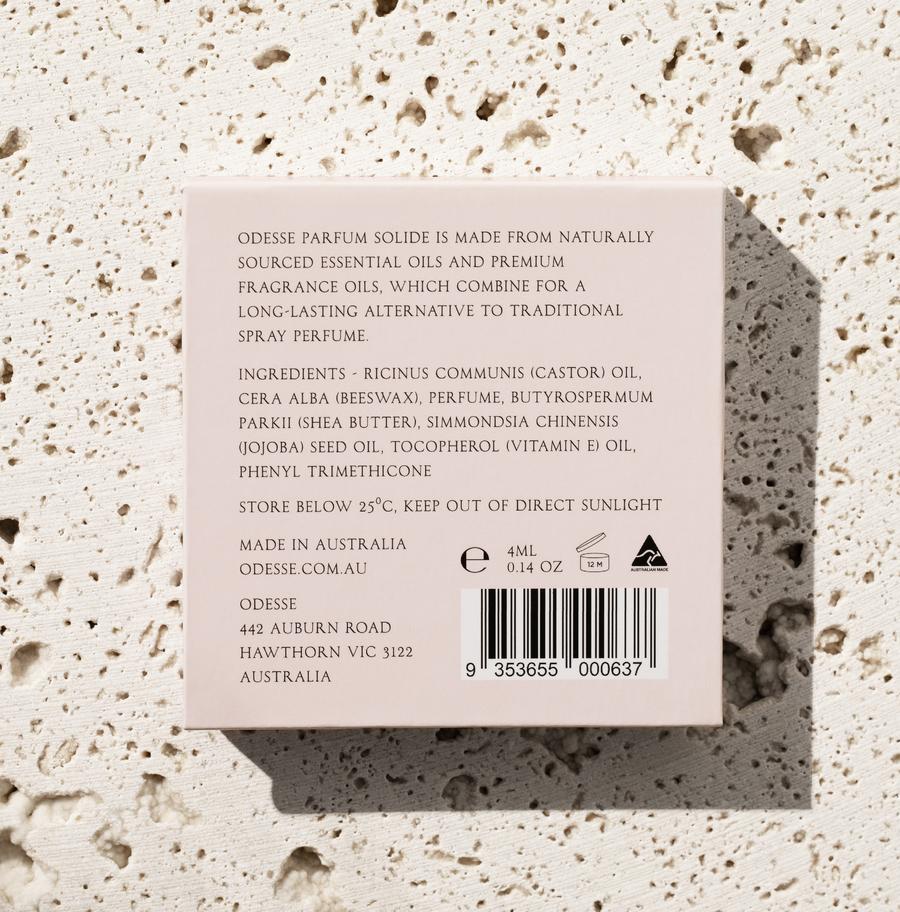 ODESSE PARFUM SOLIDE IS MADE FROM NATURALLY
SOURCED ESSENTIAL OILS AND PREMIUM
FRAGRANCE OILS, WHICH COMBINE FOR A
LONG-LASTING ALTERNATIVE TO TRADITIONAL
SPRAY PERFUME.
INGREDIENTS - RICINUS COMMUNIS (CASTOR) OIL,
CERA ALBA (BEESWAX), PERFUME, BUTYROSPERMUM
PARKII (SHEA BUTTER), SIMMONDSIA CHINENSIS
(JOJOBA) SEED OIL, TOCOPHEROL (VITAMIN E) OIL,
PHENYL TRIMETHICONE
STORE BELOW 25⁰C, KEEP OUT OF DIRECT SUNLIGHT
MADE IN AUSTRALIA
ODESSE.COM.AU
℮
4ML
0.14 OZ
12 M
AUSTRALIAN MADE
ODESSE
442 AUBURN ROAD
HAWTHORN VIC 3122
AUSTRALIA
9 353655 000637